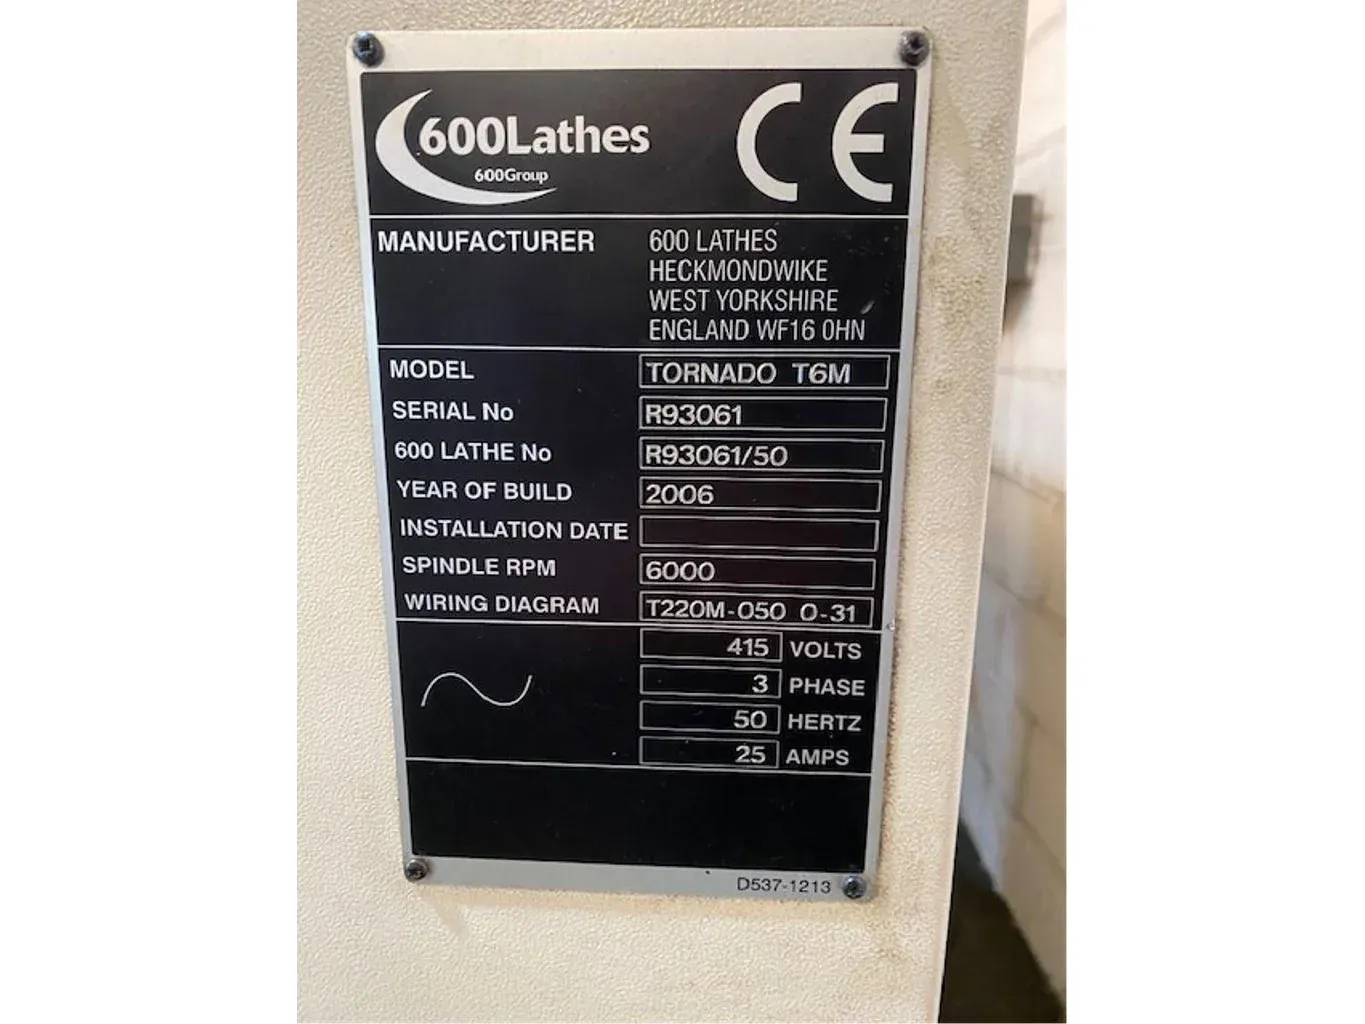 600Lathes
600Group
CE
MANUFACTURER 600 LATHES
HECKMONDWIKE
WEST YORKSHIRE
ENGLAND WF16 0HN
MODEL TORNADO T6M
SERIAL No R93061
600 LATHE No R93061/50
YEAR OF BUILD 2006
INSTALLATION DATE
SPINDLE RPM 6000
WIRING DIAGRAM T220M-050 0-31
415 VOLTS
3 PHASE
50 HERTZ
25 AMPS
D537-1213